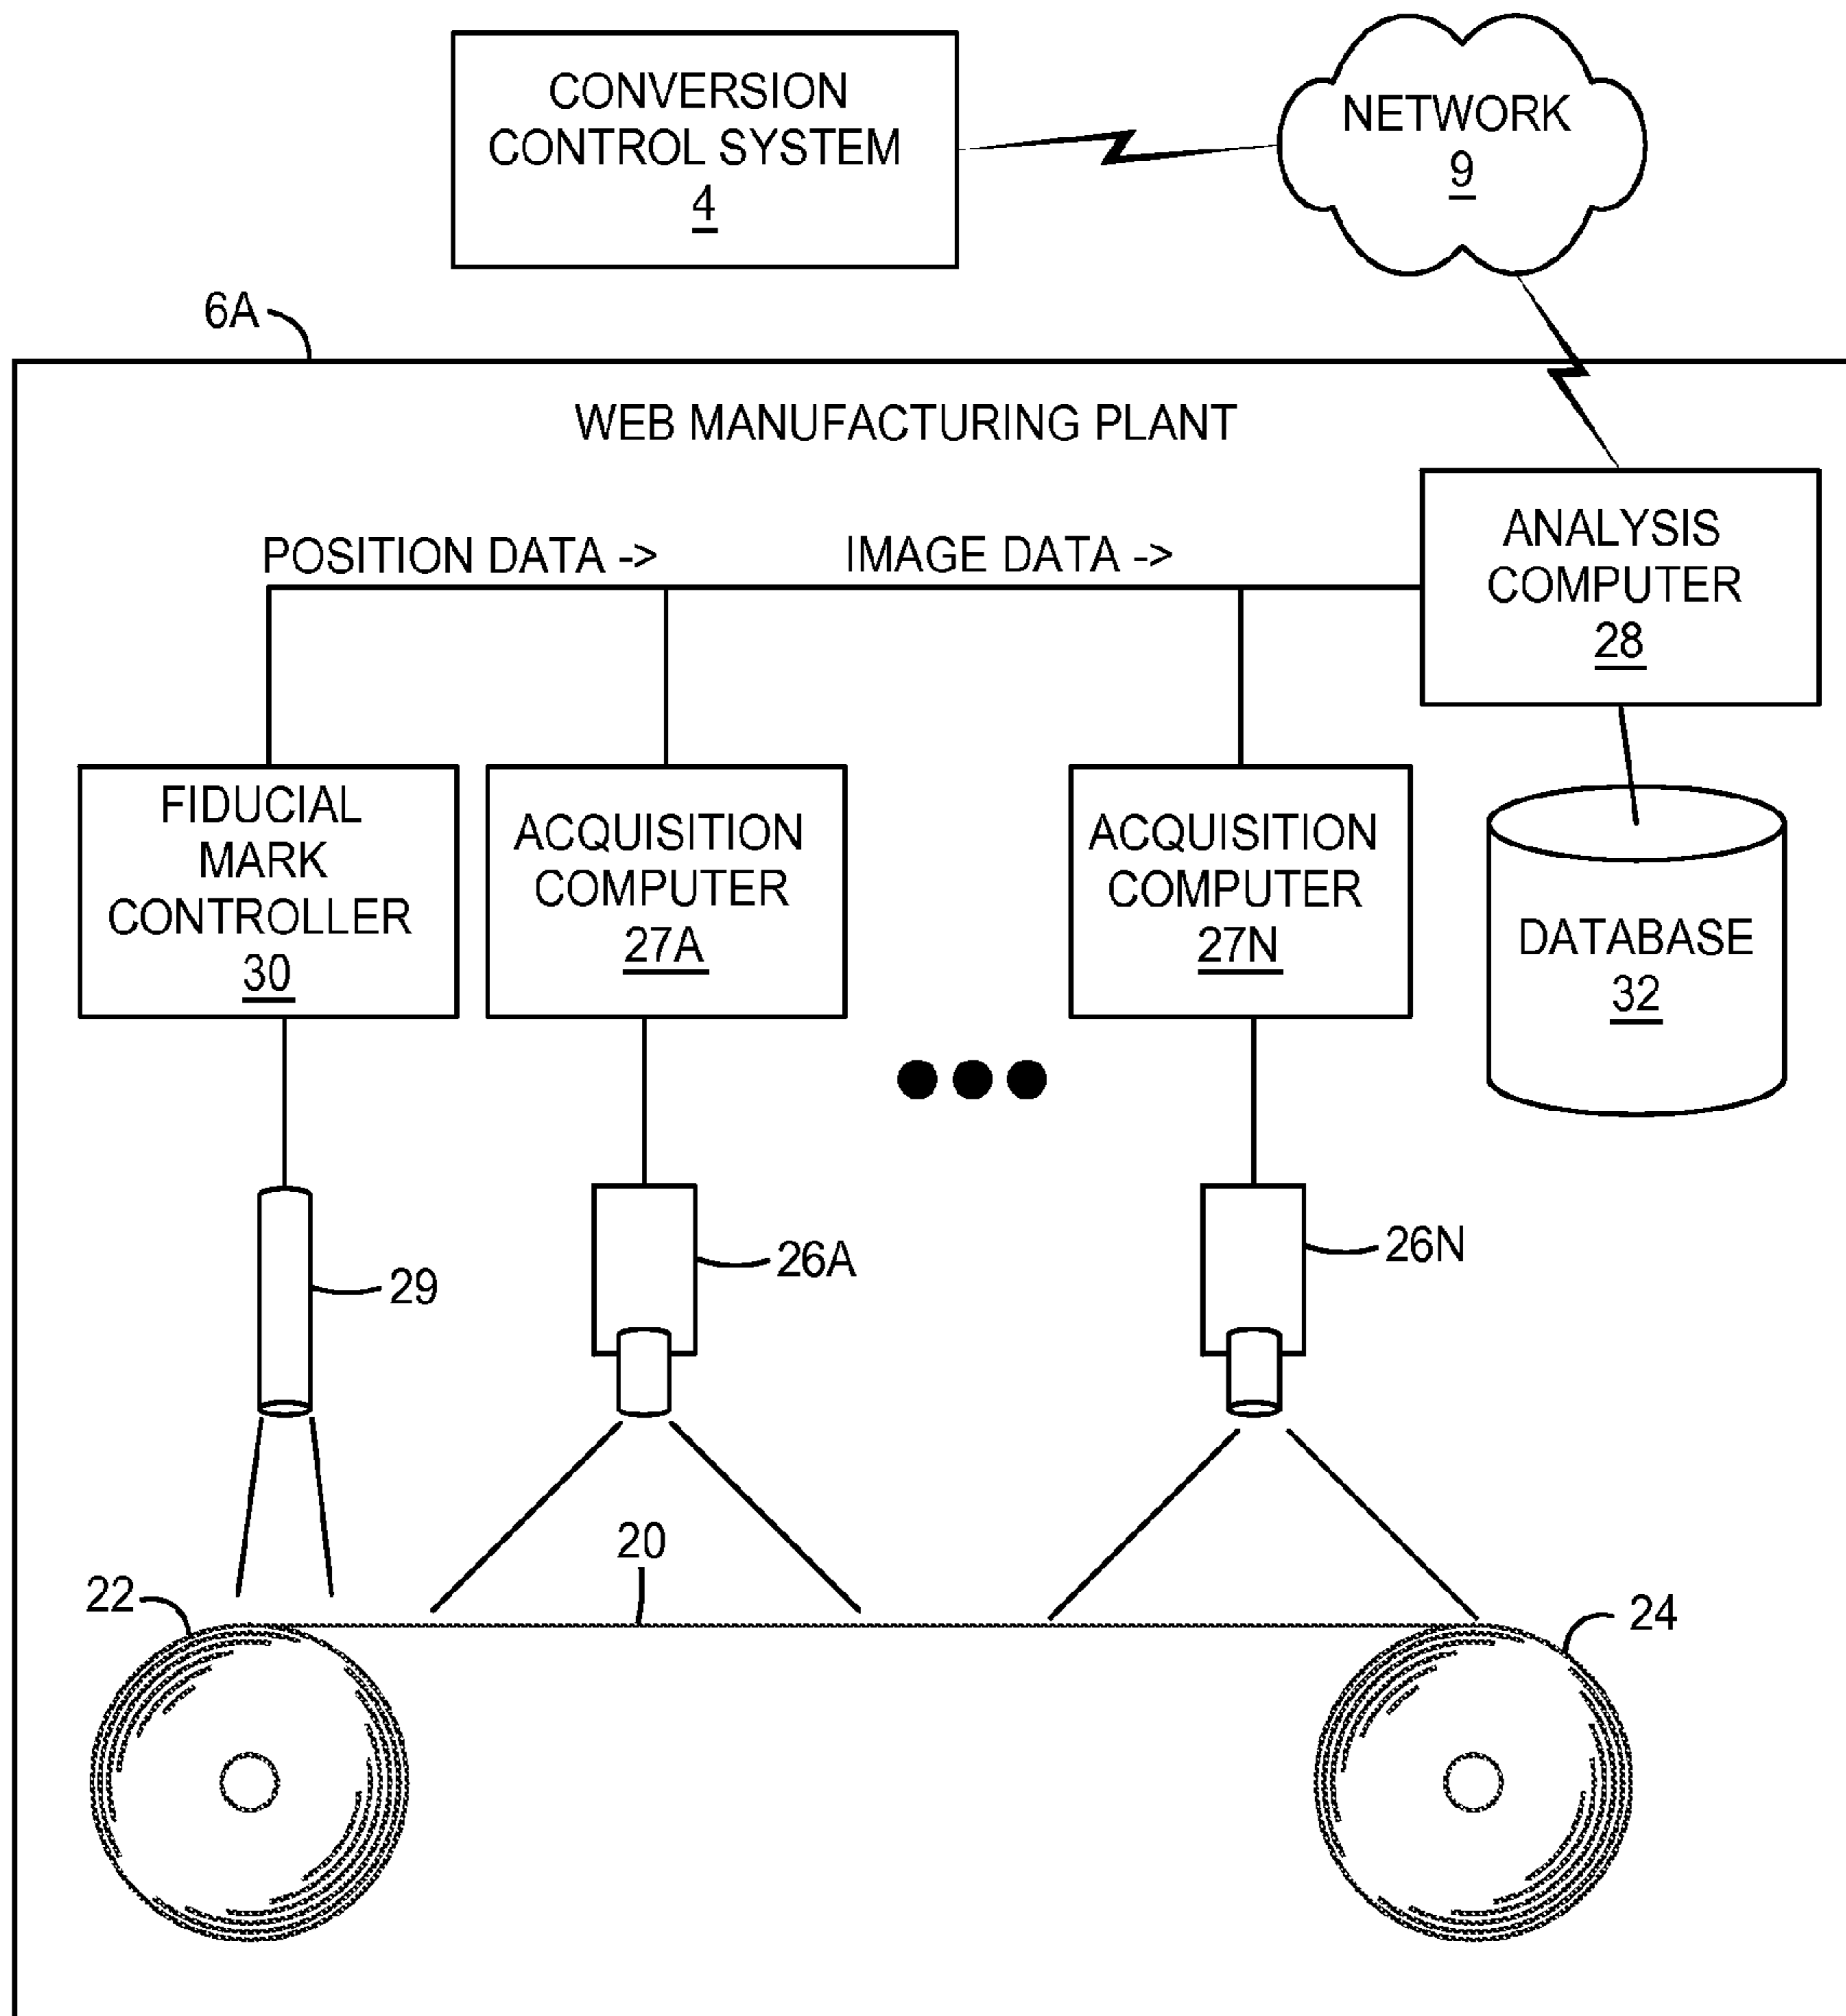 CONVERSION
CONTROL SYSTEM
4
NETWORK
9
6A
WEB MANUFACTURING PLANT
POSITION DATA ->
IMAGE DATA ->
ANALYSIS
COMPUTER
28
FIDUCIAL
MARK
CONTROLLER
30
ACQUISITION
COMPUTER
27A
ACQUISITION
COMPUTER
27N
DATABASE
32
29
26A
26N
20
22
24